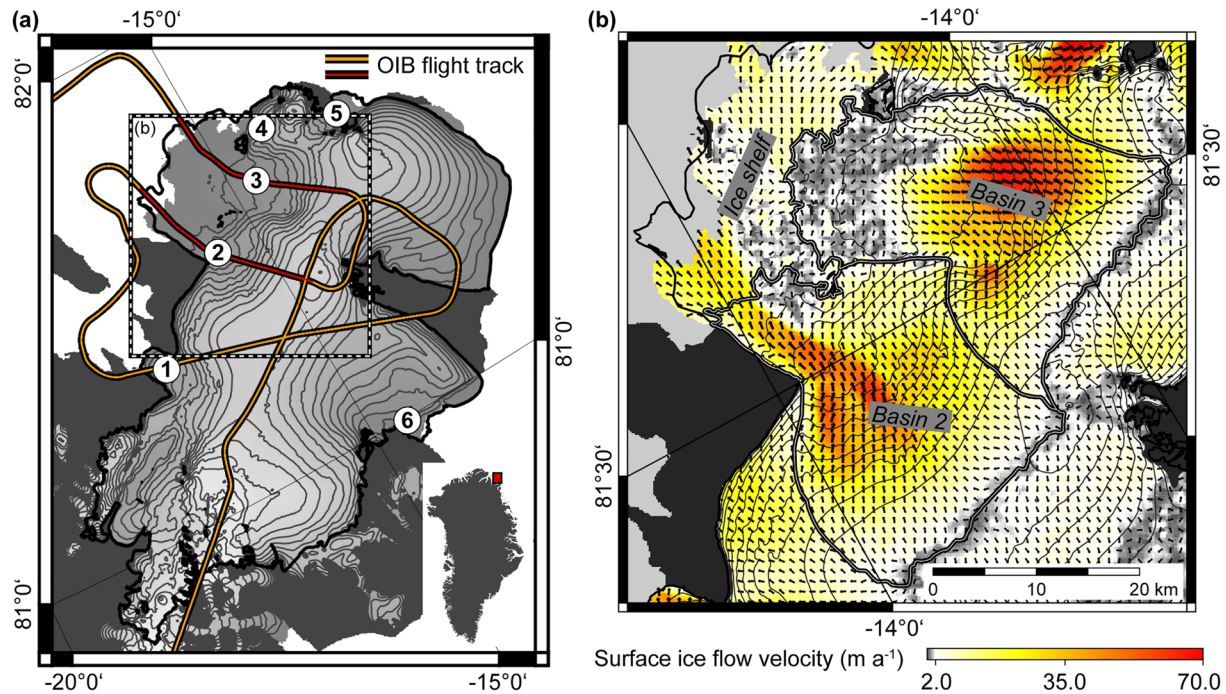 (a)
-15°0‘
82°0‘
OIB flight track
(b)
5
4
3
2
1
6
81°0‘
81°0‘
-20°0‘
-15°0‘
(b)
-14°0‘
81°30‘
Ice shelf
Basin 3
Basin 2
81°30‘
0 10 20 km
-14°0‘
Surface ice flow velocity (m a-1)
2.0 35.0 70.0